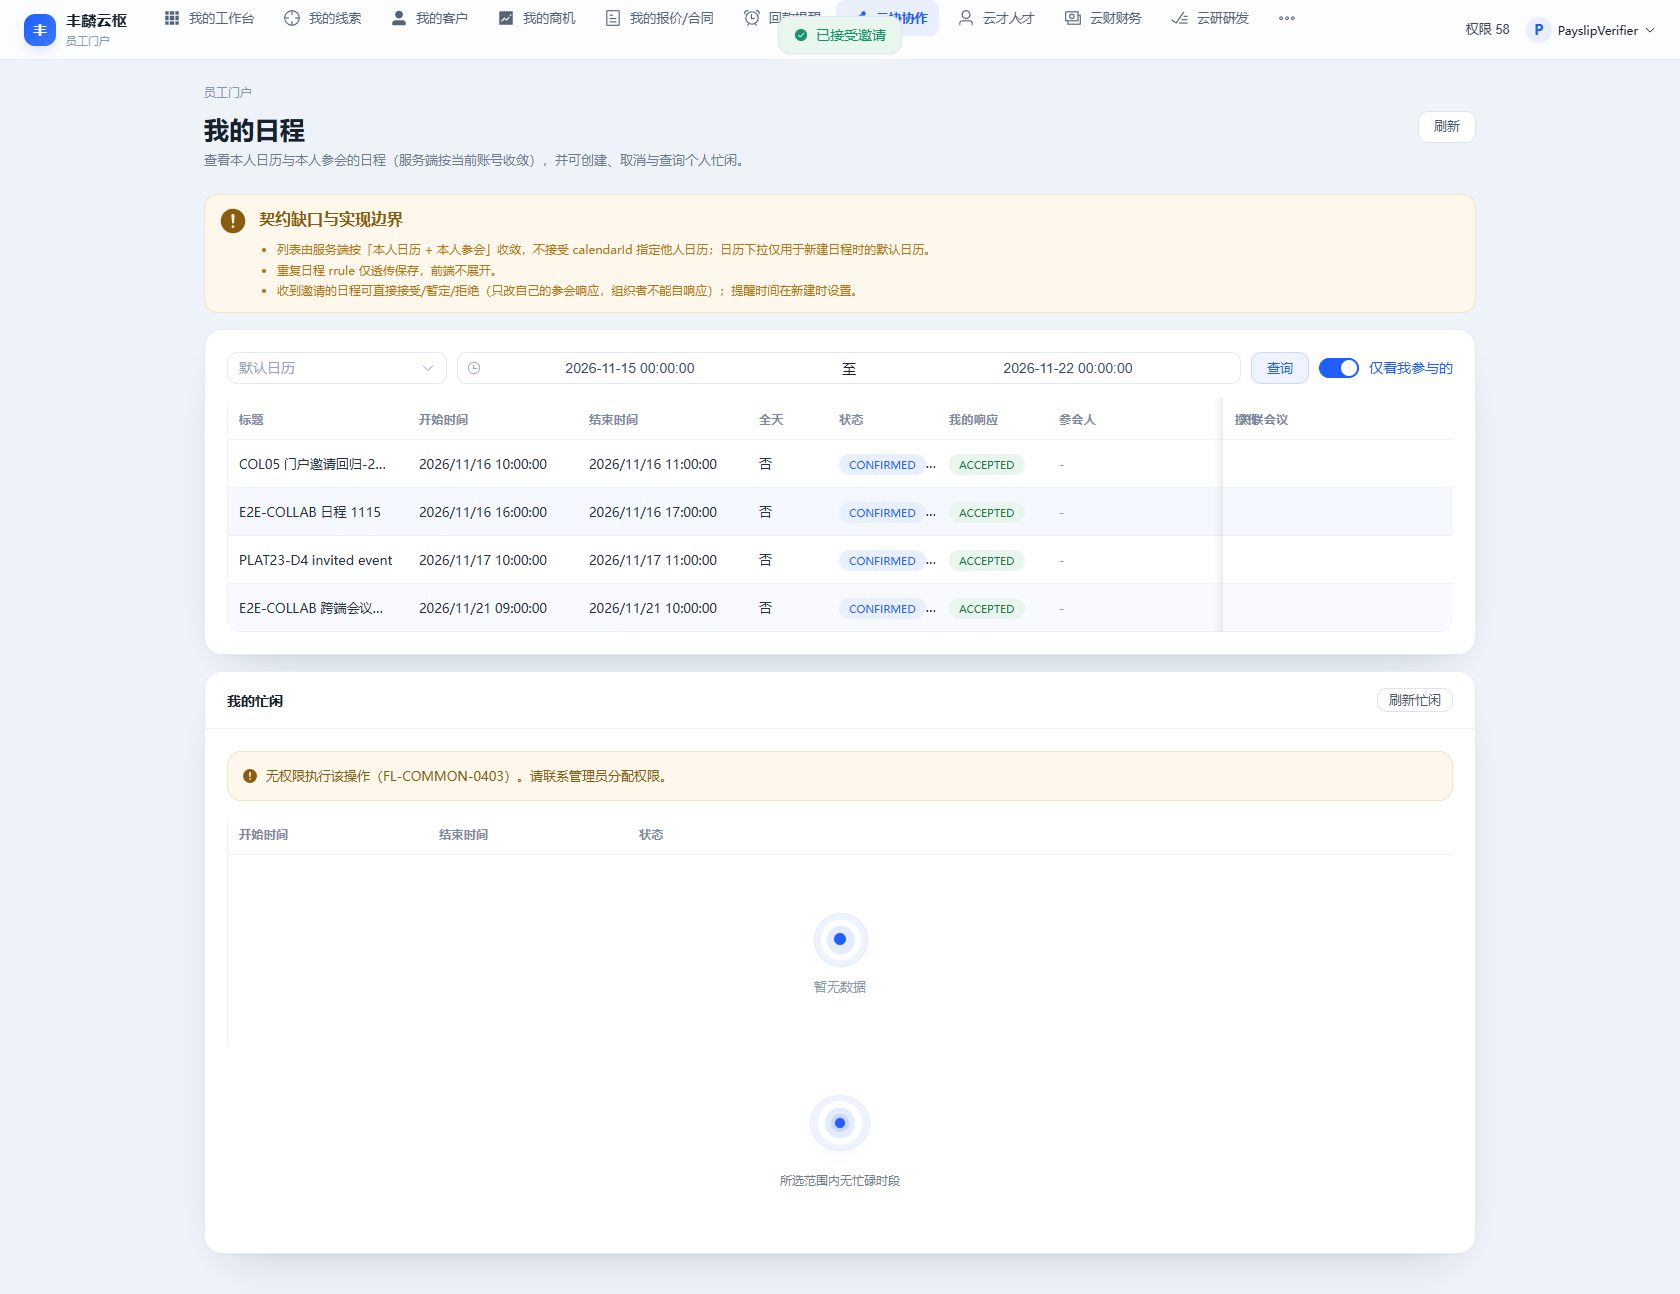 丰
丰麟云枢
员工门户
我的工作台
我的线索
我的客户
我的商机
我的报价/合同
云才人才
云财财务
云研研发
权限 58
P
PayslipVerifier
已接受邀请
员工门户
我的日程
刷新
查看本人日历与本人参会的日程（服务端按当前账号收敛），并可创建、取消与查询个人忙闲。
契约缺口与实现边界
列表由服务端按「本人日历 + 本人参会」收敛，不接受 calendarId 指定他人日历；日历下拉仅用于新建日程时的默认日历。
重复日程 rrule 仅透传保存，前端不展开。
收到邀请的日程可直接接受/暂定/拒绝（只改自己的参会响应，组织者不能自响应）；提醒时间在新建时设置。
默认日历
2026-11-15 00:00:00 至 2026-11-22 00:00:00
查询
仅看我参与的
标题 开始时间 结束时间 全天 状态 我的响应 参会人 会议
COL05 门户邀请回归-2... 2026/11/16 10:00:00 2026/11/16 11:00:00 否 CONFIRMED ... ACCEPTED -
E2E-COLLAB 日程 1115 2026/11/16 16:00:00 2026/11/16 17:00:00 否 CONFIRMED ... ACCEPTED -
PLAT23-D4 invited event 2026/11/17 10:00:00 2026/11/17 11:00:00 否 CONFIRMED ... ACCEPTED -
E2E-COLLAB 跨端会议... 2026/11/21 09:00:00 2026/11/21 10:00:00 否 CONFIRMED ... ACCEPTED -
我的忙闲
刷新忙闲
无权限执行该操作（FL-COMMON-0403）。请联系管理员分配权限。
开始时间 结束时间 状态
暂无数据
所选范围内无忙碌时段